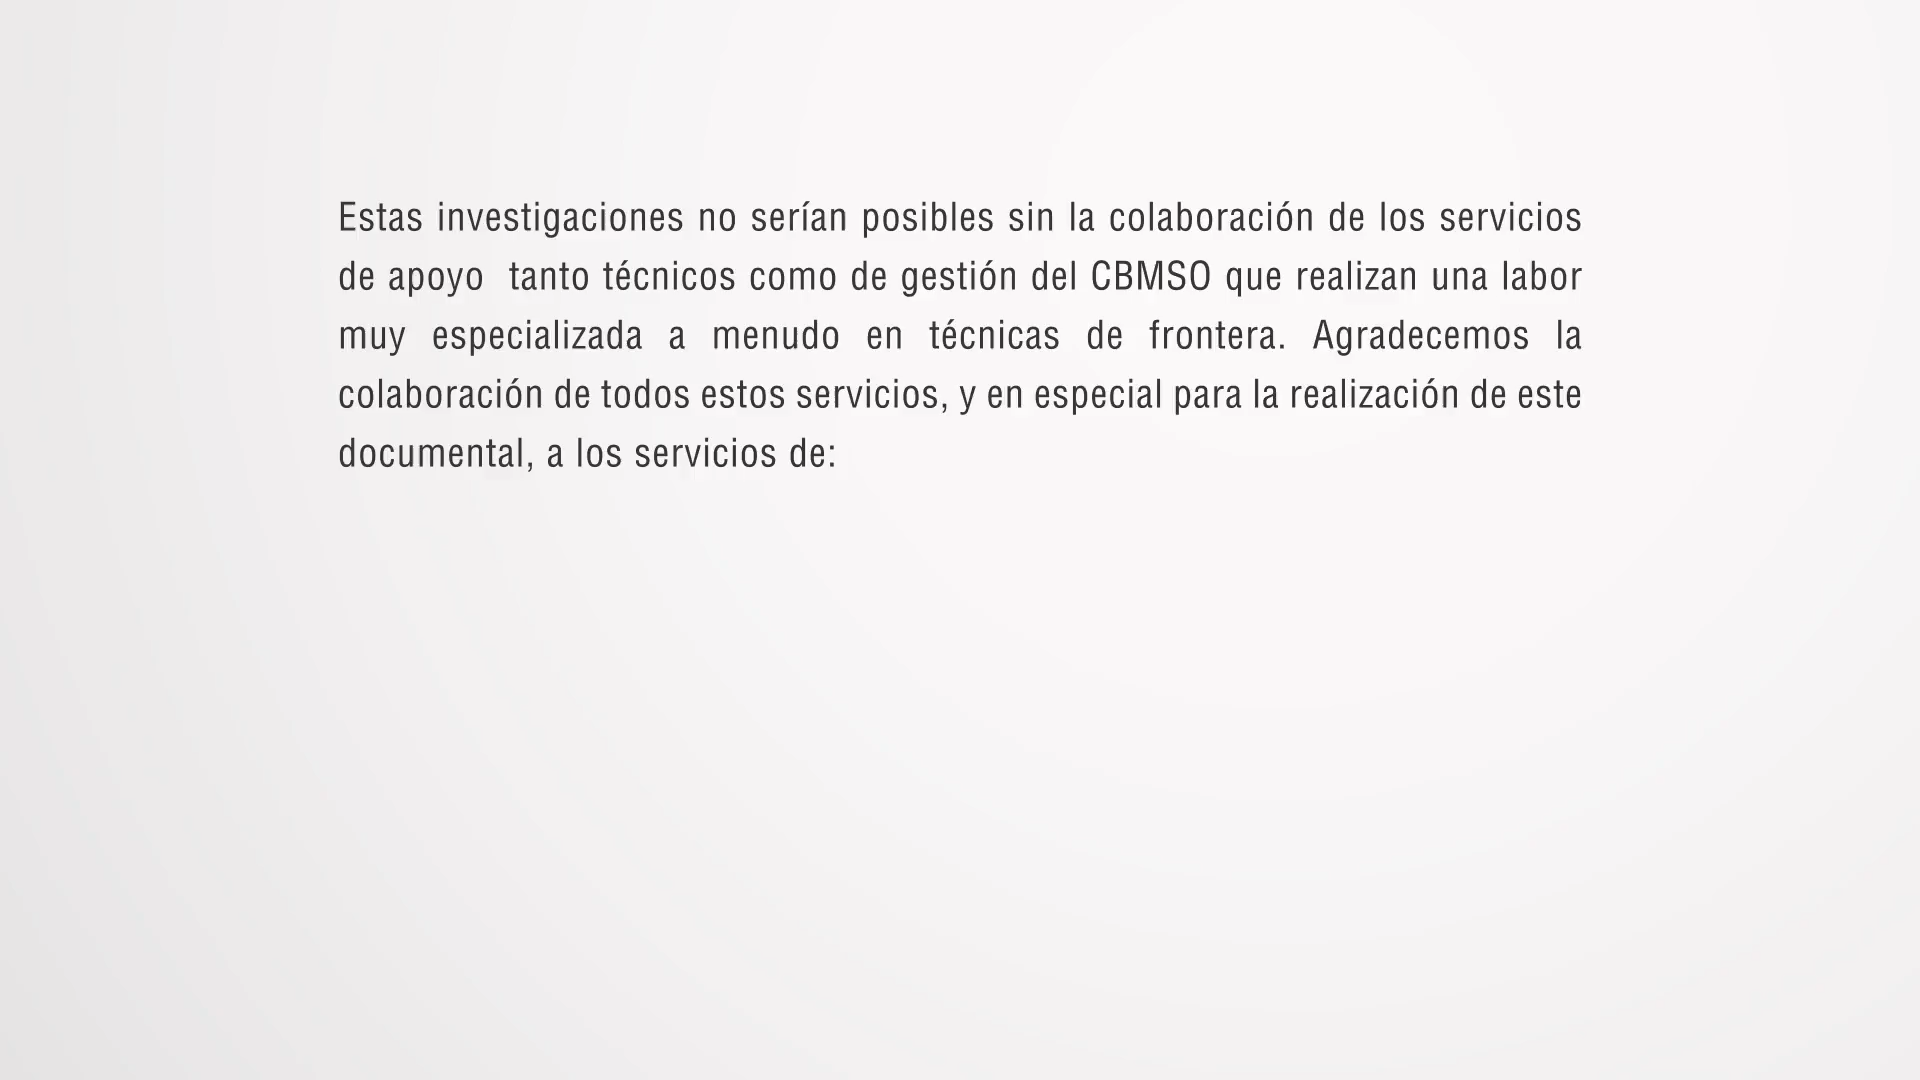 Estas investigaciones no serían posibles sin la colaboración de los servicios
de apoyo  tanto técnicos como de gestión del CBMSO que realizan una labor
muy especializada a menudo en técnicas de frontera. Agradecemos la
colaboración de todos estos servicios, y en especial para la realización de este
documental, a los servicios de: